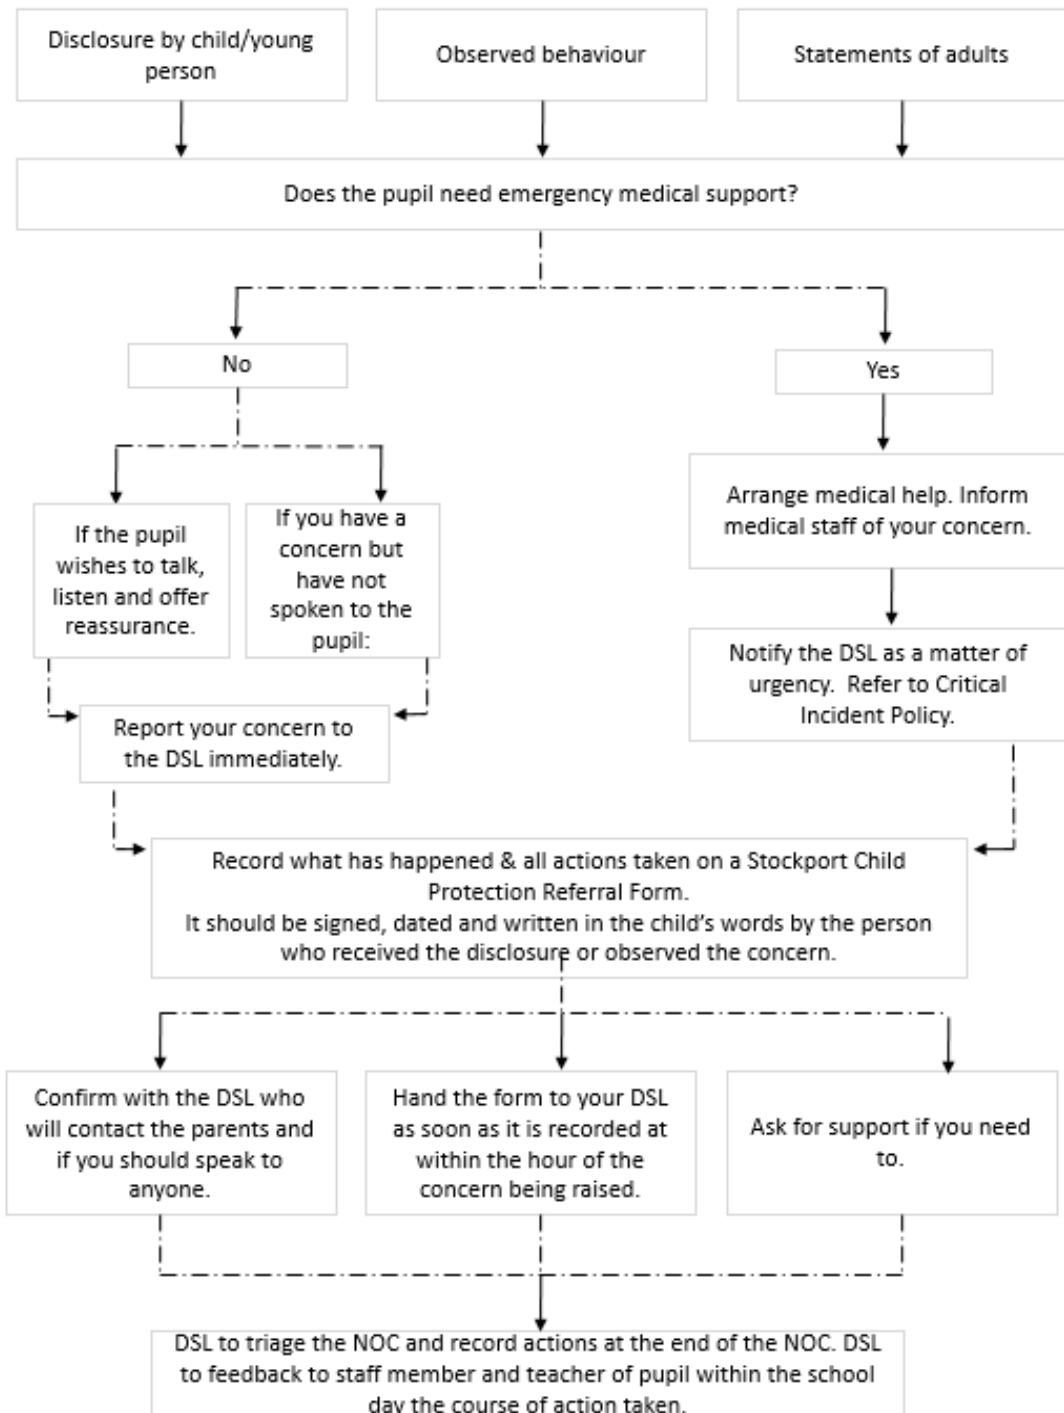 Disclosure by child/young
person
Observed behaviour
Statements of adults
Does the pupil need emergency medical support?
No
Yes
If the pupil
wishes to talk,
listen and offer
reassurance.
If you have a
concern but
have not
spoken to the
pupil:
Arrange medical help. Inform
medical staff of your concern.
Notify the DSL as a matter of
urgency.  Refer to Critical
Incident Policy.
Report your concern to
the DSL immediately.
Record what has happened & all actions taken on a Stockport Child
Protection Referral Form.
It should be signed, dated and written in the child's words by the person
who received the disclosure or observed the concern.
Confirm with the DSL who
will contact the parents and
if you should speak to
anyone.
Hand the form to your DSL
as soon as it is recorded at
within the hour of the
concern being raised.
Ask for support if you need
to.
DSL to triage the NOC and record actions at the end of the NOC. DSL
to feedback to staff member and teacher of pupil within the school
day the course of action taken.